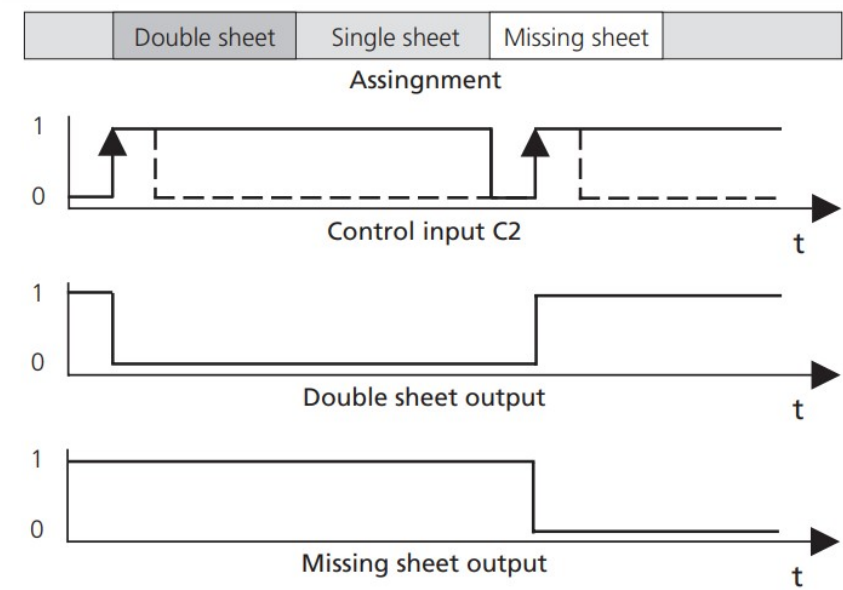 Double sheet Single sheet Missing sheet
Assingnment
1
0
Control input C2
t
1
0
Double sheet output
t
1
0
Missing sheet output
t